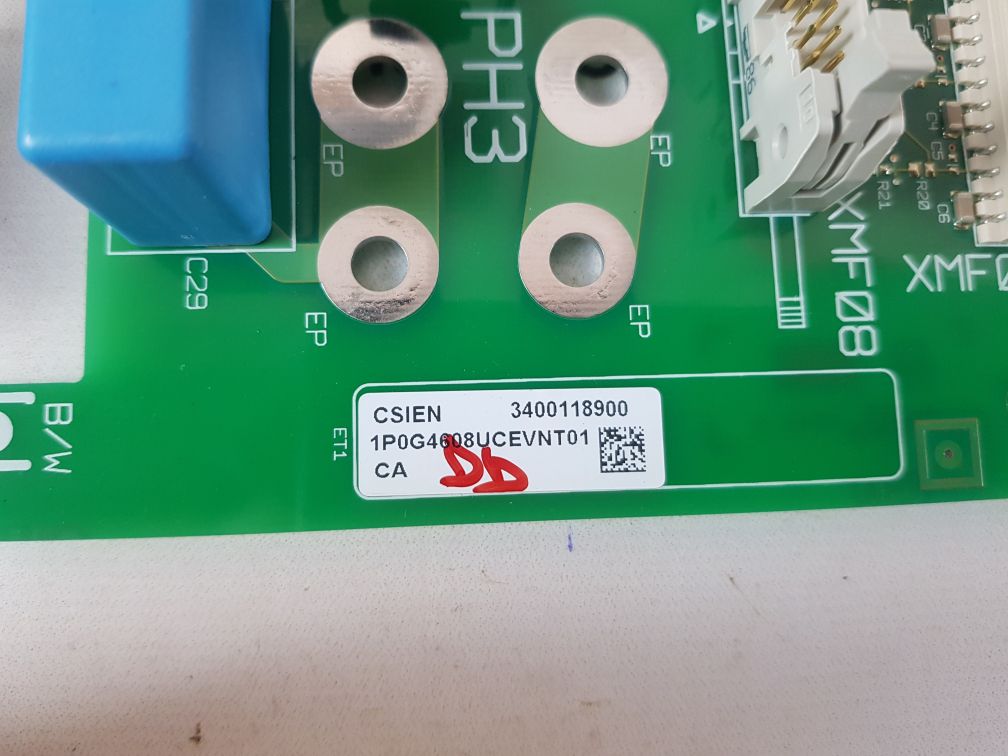 PH3
EP
EP
C4
C5
R21
R20
C6
C29
EP
EP
XMF08
XMF0
B/W
ET1
CSIEN 3400118900
1P0G4608UCEVNT01
CA
DD